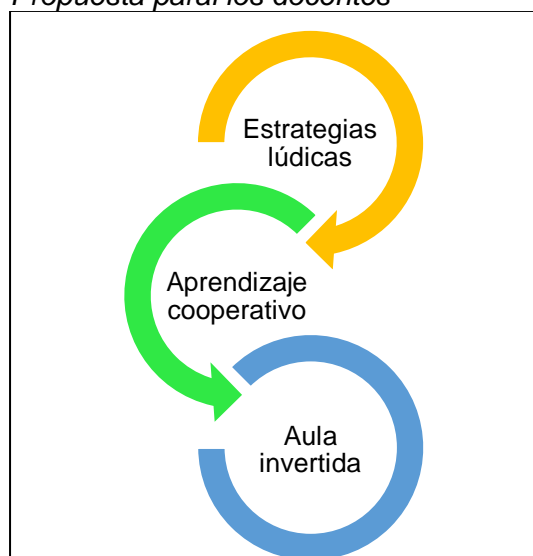 Propuesta para los docentes
Estrategias
lúdicas
Aprendizaje
cooperativo
Aula
invertida